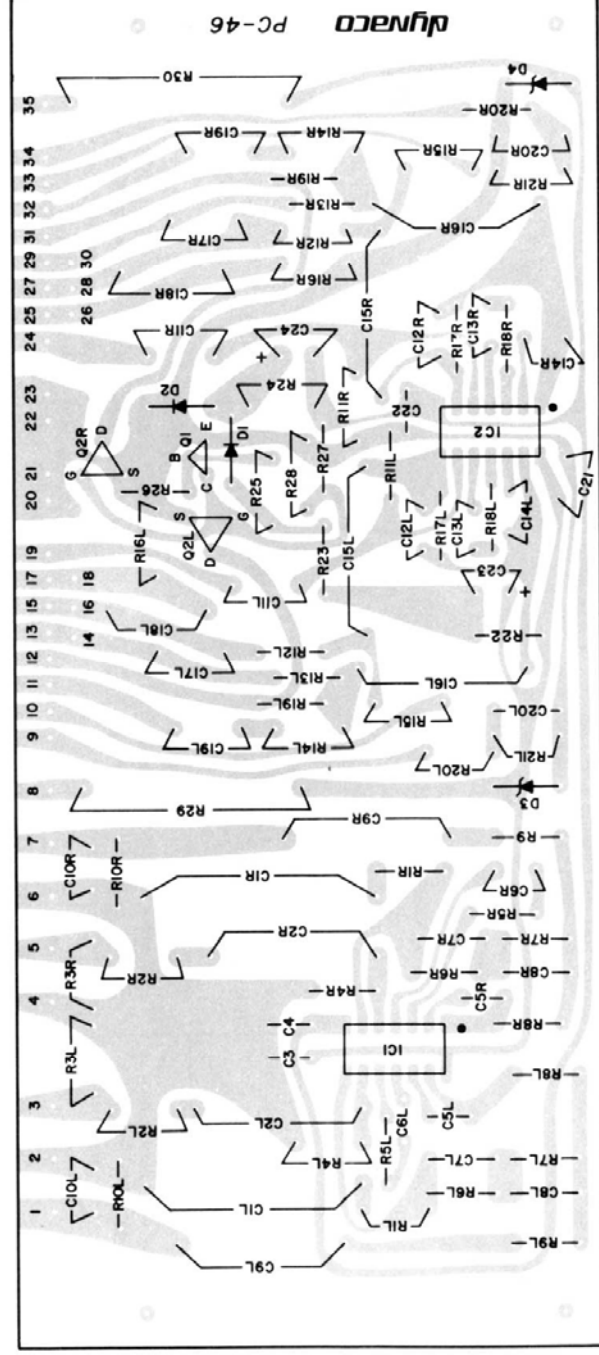 dynaco PC-46
R30
D4
35
R20R
34
C19R
R14R
R15R
C20R
33
R19R
R21R
32
R13R
C16R
31
C17R
R12R
29 30
R16R
27 28
C18R
C15R
25 26
C12R
C13R
24
C11R
+ C24
R17R
R18R
C14R
23
D2
R24
R11R
C22
22
Q2R
G D S
Q1
B E C
D1
IC2
21
R26
R25
R28
R27
R11L
C21
20
R16L
Q2L
S G D
C12L
R17L
C13L
R18L
C14L
19
R23
C15L
17 18
C11L
C23 +
15 16
C18L
13 14
R22
12
C17L
R12L
11
R13L
C16L
10
R19L
R15L
C20L
9
C19L
R14L
R20L
R21L
8
R29
D3
7
C10R
C9R
R9
6
R10R
C1R
R1R
C6R
R5R
5
R3R
R2R
C2R
C7R
R7R
R6R
C8R
4
R4R
C5R
R3L
C4
R8R
C3
IC1
R8L
3
R2L
C2L
C6L
C5L
2
C10L
R4L
R5L
C7L
R7L
R10L
R6L
C8L
1
C1L
R1L
C9L
R9L